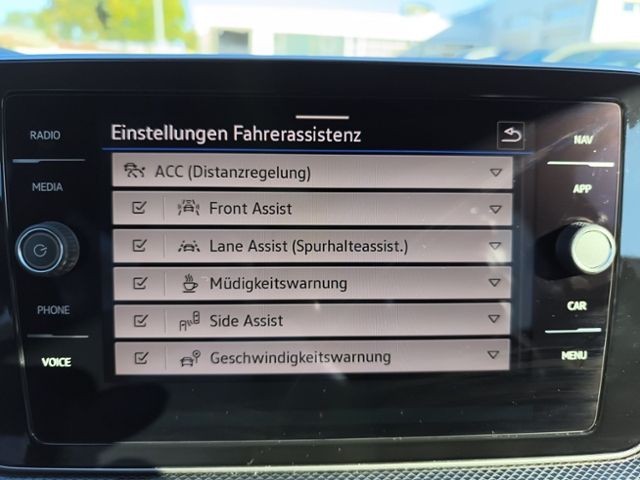 Einstellungen Fahrerassistenz
RADIO
MEDIA
PHONE
VOICE
ACC (Distanzregelung)
Front Assist
Lane Assist (Spurhalteassist.)
Müdigkeitswarnung
Side Assist
Geschwindigkeitswarnung
NAV
APP
CAR
MENU